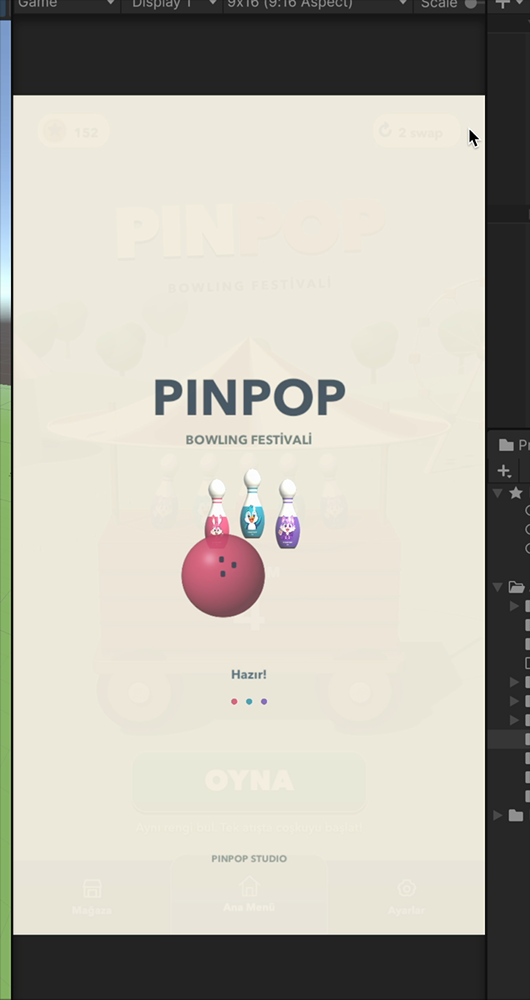 Game
Display 1
9x16 (9:16 Aspect)
Scale
152
2 swap
PINPOP
BOWLING FESTİVALİ
PINPOP
BOWLING FESTİVALİ
Hazır!
OYNA
PINPOP STUDIO
Mağaza
Ana Menü
Ayarlar